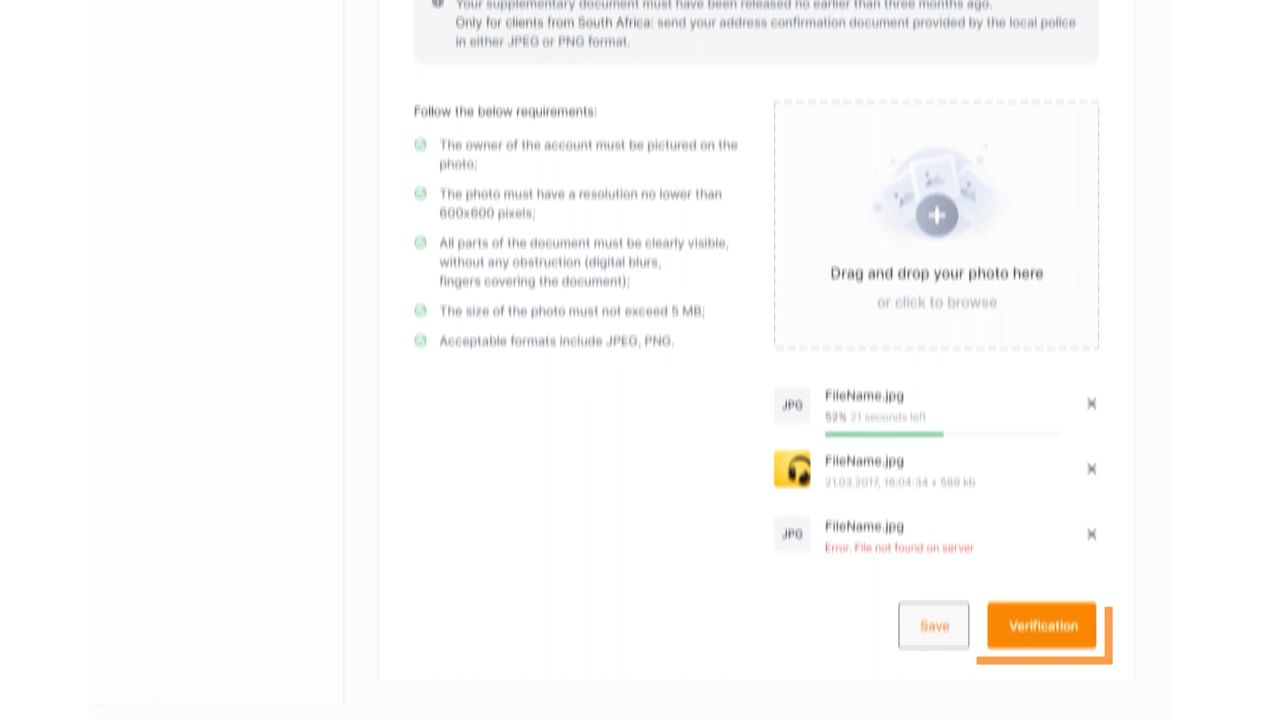 Your supplementary document must have been released no earlier than three months ago.
Only for clients from South Africa: send your address confirmation document provided by the local police
in either JPEG or PNG format.
Follow the below requirements:
The owner of the account must be pictured on the
photo;
The photo must have a resolution no lower than
600x600 pixels;
All parts of the document must be clearly visible,
without any obstruction (digital blurs,
fingers covering the document);
The size of the photo must not exceed 5 MB;
Acceptable formats include JPEG, PNG.
Drag and drop your photo here
or click to browse
JPG
FileName.jpg
52% 21 seconds left
FileName.jpg
21.03.2017, 16:04:34 • 589 kb
JPG
FileName.jpg
Error. File not found on server
Save
Verification